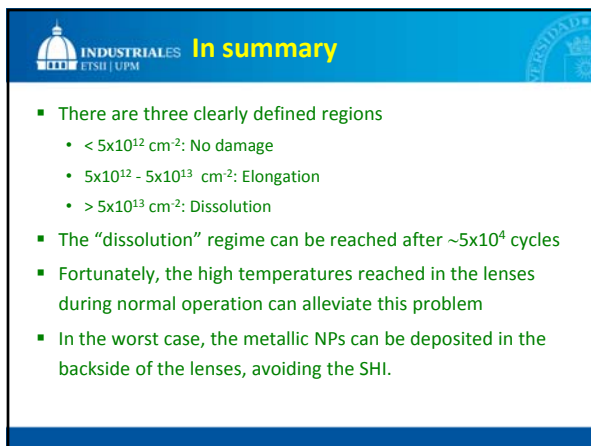 INDUSTRIALES
ETSII | UPM
In summary
▪ There are three clearly defined regions
• < 5x10¹² cm⁻²: No damage
• 5x10¹² - 5x10¹³ cm⁻²: Elongation
• > 5x10¹³ cm⁻²: Dissolution
▪ The “dissolution” regime can be reached after ~5x10⁴ cycles
▪ Fortunately, the high temperatures reached in the lenses
during normal operation can alleviate this problem
▪ In the worst case, the metallic NPs can be deposited in the
backside of the lenses, avoiding the SHI.